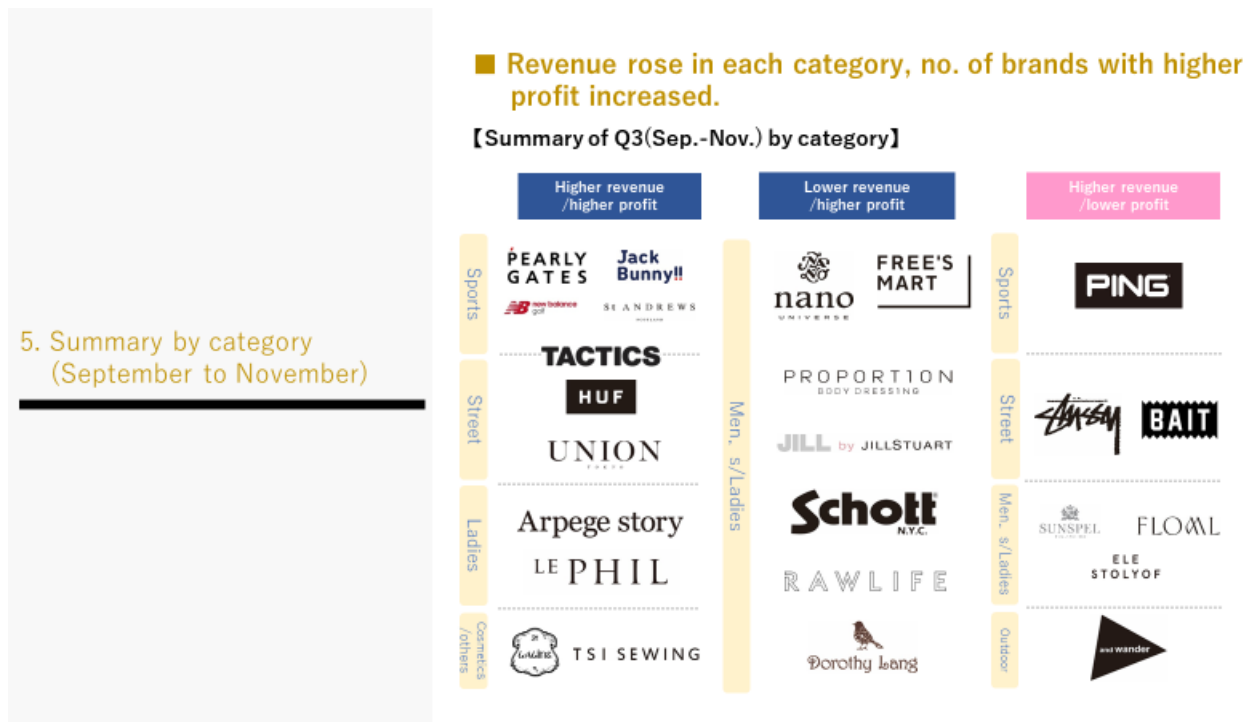 5. Summary by category
(September to November)
■ Revenue rose in each category, no. of brands with higher
profit increased.
【Summary of Q3(Sep.-Nov.) by category】
Higher revenue
/higher profit
Sports
PEARLY
GATES
Jack
Bunny!!
NB new balance
golf
St ANDREWS
Street
TACTICS
HUF
UNION
Ladies
Arpege story
LE PHIL
Cosmetics
/others
TSI SEWING
Lower revenue
/higher profit
Men, s/Ladies
nano
UNIVERSE
FREE'S
MART
PROPORTION
BODY DRESSING
JILL by JILLSTUART
Schott
N.Y.C.
RAWLIFE
Dorothy Lang
Higher revenue
/lower profit
Sports
PING
Street
STÜSSY
BAIT
Men, s/Ladies
SUNSPEL
FLOML
ELE
STOLYOF
Outdoor
and wander